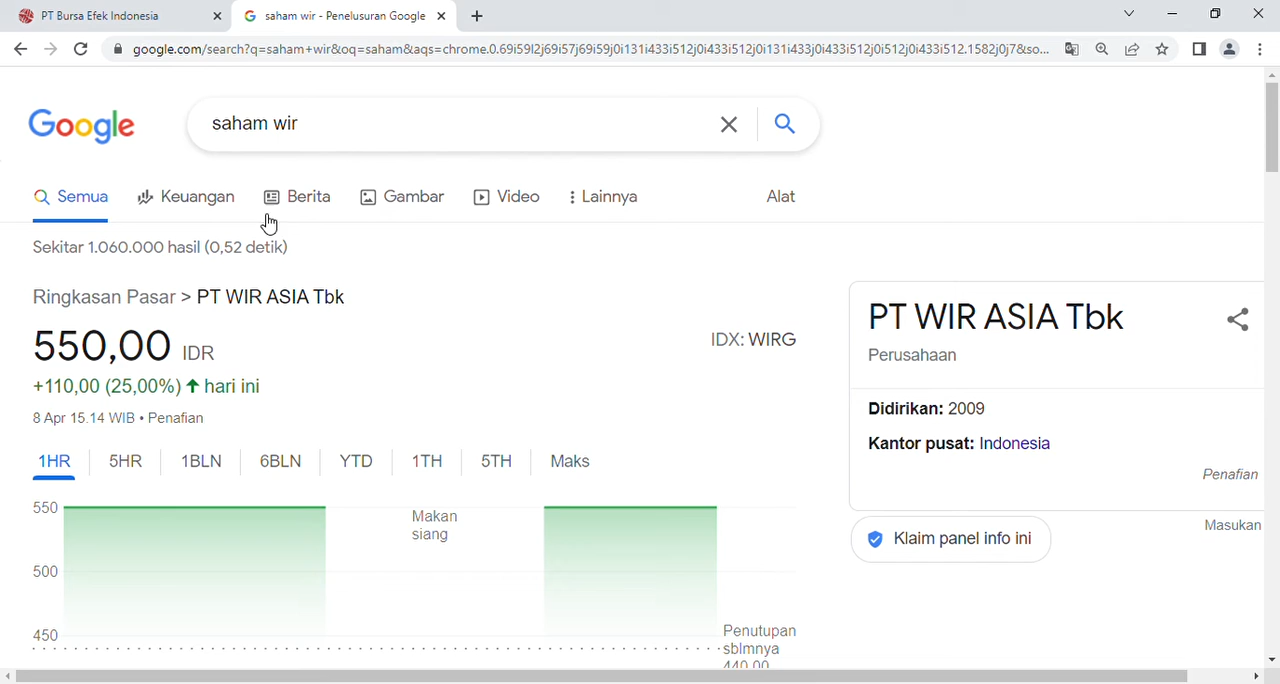 PT Bursa Efek Indonesia
saham wir - Penelusuran Google
google.com/search?q=saham+wir&oq=saham&aqs=chrome.0.69i59l2j69i57j69i59j0i131i433i512j0i433i512j0i131i433j0i433i512j0i512j0i433i512.1582j0j7&so...
Google
saham wir
Semua
Keuangan
Berita
Gambar
Video
Lainnya
Alat
Sekitar 1.060.000 hasil (0,52 detik)
Ringkasan Pasar > PT WIR ASIA Tbk
550,00 IDR
IDX: WIRG
+110,00 (25,00%) ↑ hari ini
8 Apr 15.14 WIB • Penafian
1HR
5HR
1BLN
6BLN
YTD
1TH
5TH
Maks
550
500
450
Makan
siang
Penutupan
sblmnya
440,00
PT WIR ASIA Tbk
Perusahaan
Didirikan: 2009
Kantor pusat: Indonesia
Penafian
Masukan
Klaim panel info ini